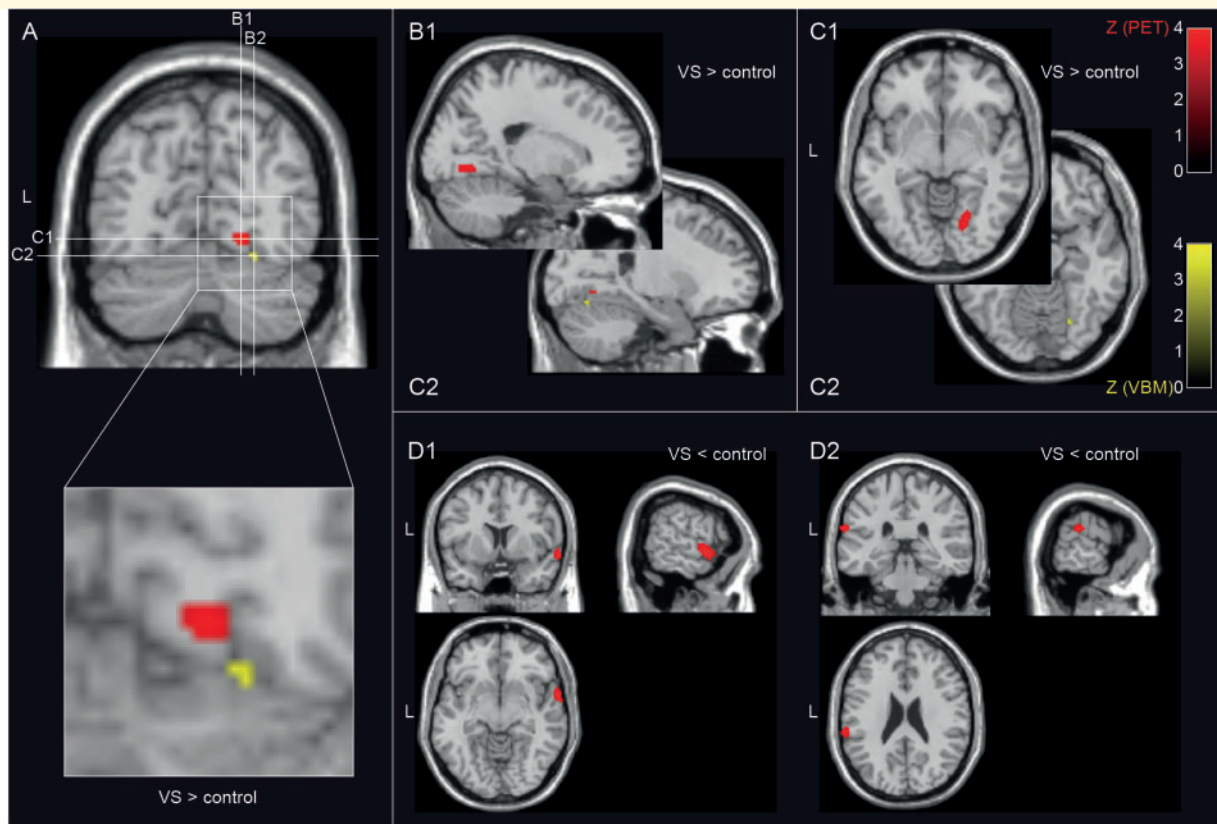 A
B1
B2
L
C1
C2
VS > control
B1
VS > control
C2
C1
Z (PET)
4
3
2
1
0
VS > control
L
4
3
2
1
0
C2
Z (VBM)
D1
VS < control
L
L
D2
VS < control
L
L